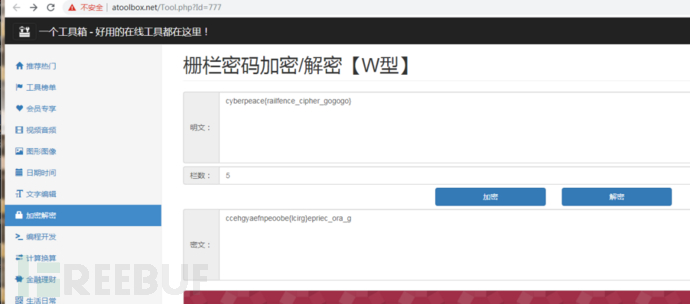 不安全 | atoolbox.net/Tool.php?Id=777
一个工具箱 - 好用的在线工具都在这里！
推荐热门
工具榜单
会员专享
视频音频
图形图像
日期时间
文字编辑
加密解密
编程开发
计算换算
金融理财
生活日常
栅栏密码加密/解密【W型】
明文：
cyberpeace{railfence_cipher_gogogo}
栏数：
5
加密
解密
密文：
ccehgyaefnpeoobe{lcirg}epriec_ora_g
REEBUF